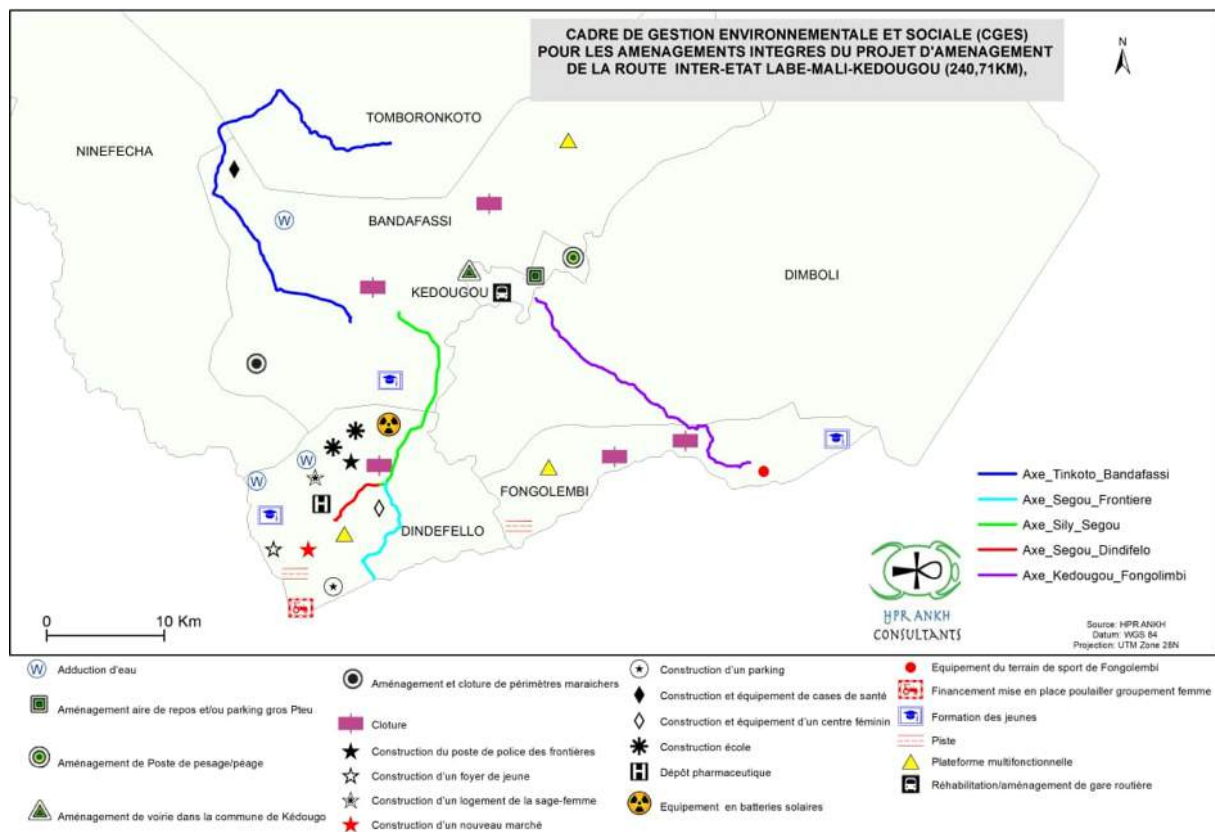 CADRE DE GESTION ENVIRONNEMENTALE ET SOCIALE (CGES)
POUR LES AMENAGEMENTS INTEGRES DU PROJET D'AMENAGEMENT
DE LA ROUTE INTER-ETAT LABE-MALI-KEDOUGOU (240,71KM),
N
TOMBORONKOTO
NINEFECHA
W
BANDAFASSI
DIMBOLI
KEDOUGOU
W
W
H
FONGOLEMBI
DINDEFELLO
Axe_Tinkoto_Bandafassi
Axe_Segou_Frontiere
Axe_Sily_Segou
Axe_Segou_Dindifelo
Axe_Kedougou_Fongolimbi
HPR.ANKH
CONSULTANTS
Source: HPR.ANKH
Datum: WGS 84
Projection: UTM Zone 28N
0 10 Km
W Adduction d'eau
Aménagement aire de repos et/ou parking gros Pteu
Aménagement de Poste de pesage/péage
Aménagement de voirie dans la commune de Kédougo
Aménagement et cloture de périmètres maraichers
Cloture
Construction du poste de police des frontières
Construction d'un foyer de jeune
Construction d'un logement de la sage-femme
Construction d'un nouveau marché
Construction d'un parking
Construction et équipement de cases de santé
Construction et équipement d'un centre féminin
Construction école
H Dépôt pharmaceutique
Equipement en batteries solaires
Equipement du terrain de sport de Fongolembi
Financement mise en place poulailler groupement femme
Formation des jeunes
Piste
Plateforme multifonctionnelle
Réhabilitation/aménagement de gare routière